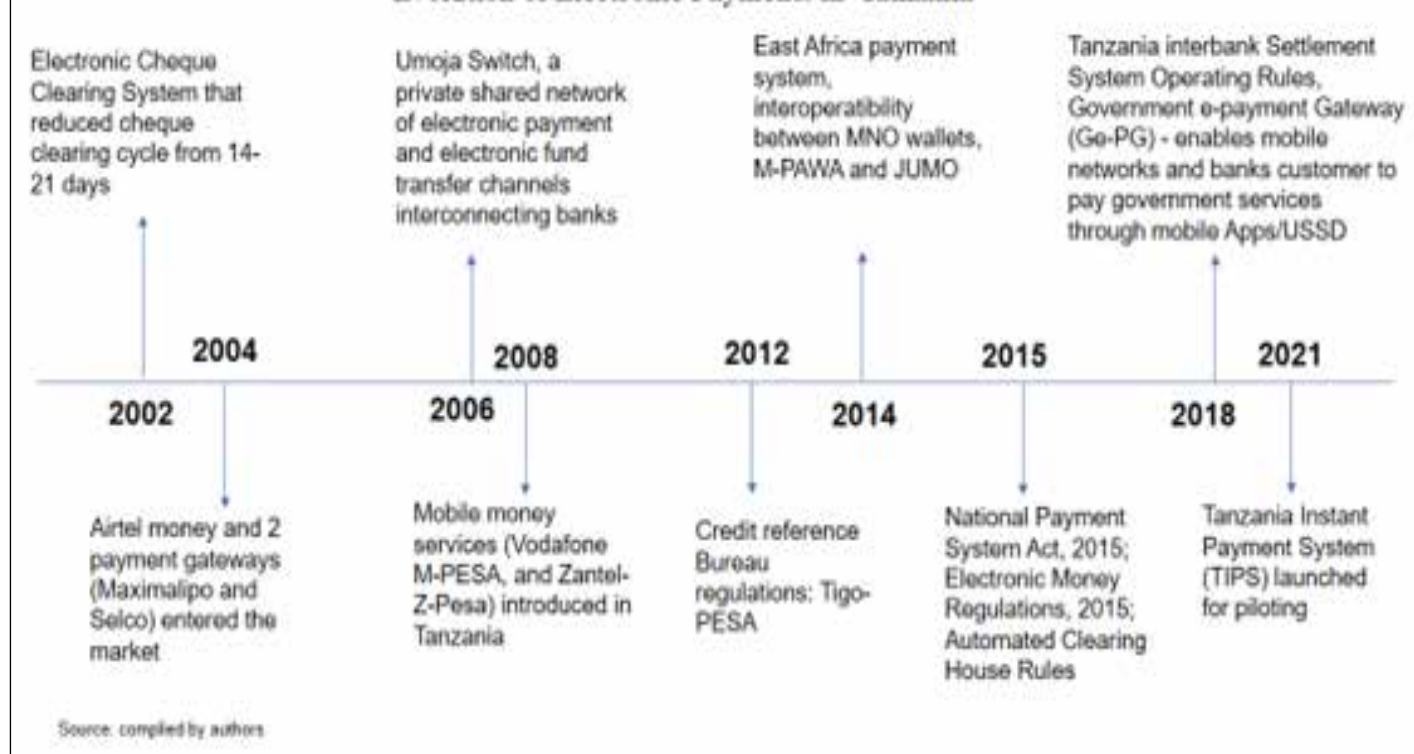 Electronic Cheque
Clearing System that
reduced cheque
clearing cycle from 14-
21 days
Umoja Switch, a
private shared network
of electronic payment
and electronic fund
transfer channels
interconnecting banks
East Africa payment
system,
interoperatibility
between MNO wallets,
M-PAWA and JUMO
Tanzania interbank Settlement
System Operating Rules,
Government e-payment Gateway
(Ge-PG) - enables mobile
networks and banks customer to
pay government services
through mobile Apps/USSD
2004
2008
2012
2015
2021
2002
2006
2014
2018
Airtel money and 2
payment gateways
(Maximalipo and
Selco) entered the
market
Mobile money
services (Vodafone
M-PESA, and Zantel-
Z-Pesa) introduced in
Tanzania
Credit reference
Bureau
regulations: Tigo-
PESA
National Payment
System Act, 2015;
Electronic Money
Regulations, 2015;
Automated Clearing
House Rules
Tanzania Instant
Payment System
(TIPS) launched
for piloting
Source: complied by authors